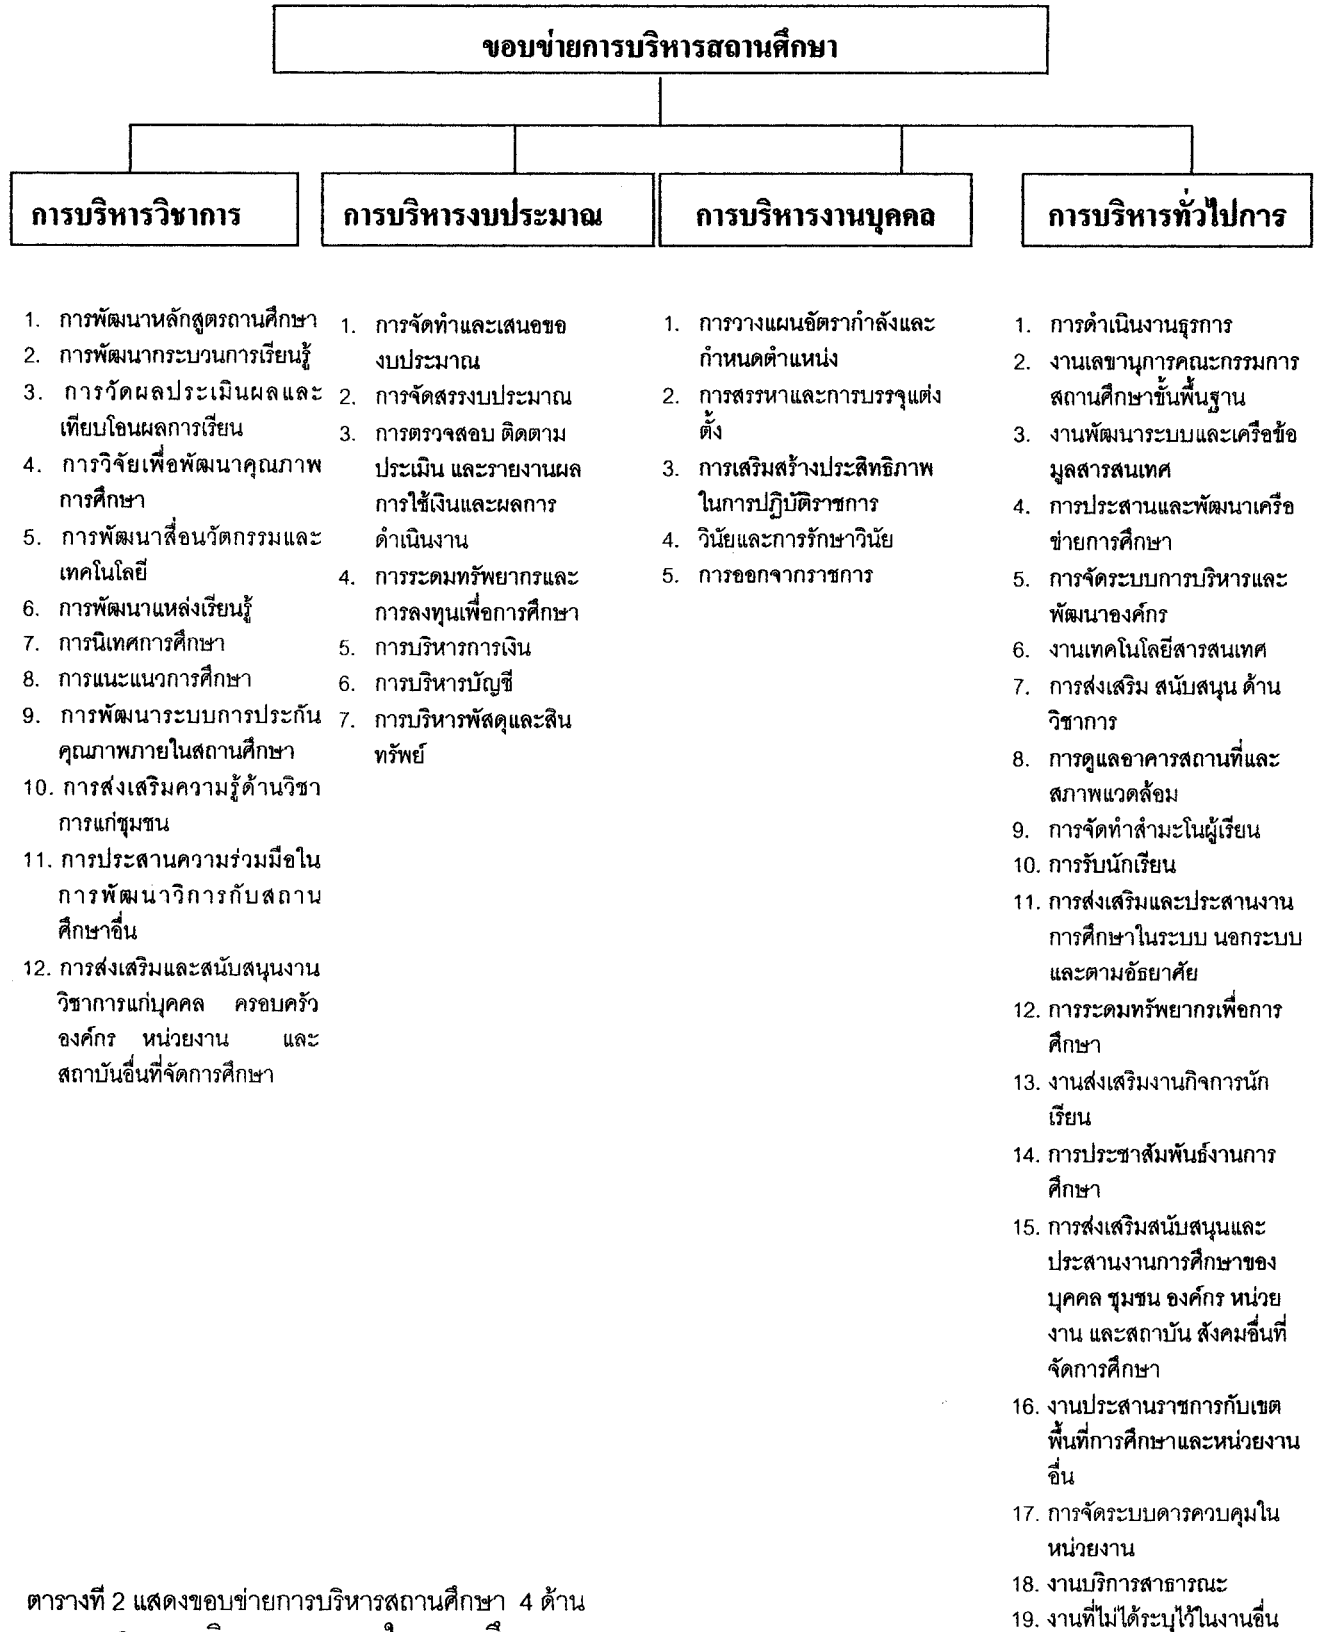 ขอบข่ายการบริหารสถานศึกษา
การบริหารวิชาการ
การบริหารงบประมาณ
การบริหารงานบุคคล
การบริหารทั่วไปการ
1. การพัฒนาหลักสูตรถานศึกษา
2. การพัฒนากระบวนการเรียนรู้
3. การวัดผลประเมินผลและ
เทียบโอนผลการเรียน
4. การวิจัยเพื่อพัฒนาคุณภาพ
การศึกษา
5. การพัฒนาสื่อนวัตกรรมและ
เทคโนโลยี
6. การพัฒนาแหล่งเรียนรู้
7. การนิเทศการศึกษา
8. การแนะแนวการศึกษา
9. การพัฒนาระบบการประกัน
คุณภาพภายในสถานศึกษา
10. การส่งเสริมความรู้ด้านวิชา
การแก่ชุมชน
11. การประสานความร่วมมือใน
การพัฒนาวิการกับสถาน
ศึกษาอื่น
12. การส่งเสริมและสนับสนุนงาน
วิชาการแก่บุคคล ครอบครัว
องค์กร หน่วยงาน และ
สถาบันอื่นที่จัดการศึกษา
1. การจัดทำและเสนอขอ
งบประมาณ
2. การจัดสรรงบประมาณ
3. การตรวจสอบ ติดตาม
ประเมิน และรายงานผล
การใช้เงินและผลการ
ดำเนินงาน
4. การระดมทรัพยากรและ
การลงทุนเพื่อการศึกษา
5. การบริหารการเงิน
6. การบริหารบัญชี
7. การบริหารพัสดุและสิน
ทรัพย์
1. การวางแผนอัตรากำลังและ
กำหนดตำแหน่ง
2. การสรรหาและการบรรจุแต่ง
ตั้ง
3. การเสริมสร้างประสิทธิภาพ
ในการปฏิบัติราชการ
4. วินัยและการรักษาวินัย
5. การออกจากราชการ
1. การดำเนินงานธุรการ
2. งานเลขานุการคณะกรรมการ
สถานศึกษาขั้นพื้นฐาน
3. งานพัฒนาระบบและเครือข้อ
มูลสารสนเทศ
4. การประสานและพัฒนาเครือ
ข่ายการศึกษา
5. การจัดระบบการบริหารและ
พัฒนาองค์กร
6. งานเทคโนโลยีสารสนเทศ
7. การส่งเสริม สนับสนุน ด้าน
วิชาการ
8. การดูแลอาคารสถานที่และ
สภาพแวดล้อม
9. การจัดทำสำมะโนผู้เรียน
10. การรับนักเรียน
11. การส่งเสริมและประสานงาน
การศึกษาในระบบ นอกระบบ
และตามอัธยาศัย
12. การระดมทรัพยากรเพื่อการ
ศึกษา
13. งานส่งเสริมงานกิจการนัก
เรียน
14. การประชาสัมพันธ์งานการ
ศึกษา
15. การส่งเสริมสนับสนุนและ
ประสานงานการศึกษาของ
บุคคล ชุมชน องค์กร หน่วย
งาน และสถาบัน สังคมอื่นที่
จัดการศึกษา
16. งานประสานราชการกับเขต
พื้นที่การศึกษาและหน่วยงาน
อื่น
17. การจัดระบบดารควบคุมใน
หน่วยงาน
18. งานบริการสาธารณะ
19. งานที่ไม่ได้ระบุไว้ในงานอื่น
ตารางที่ 2 แสดงขอบข่ายการบริหารสถานศึกษา 4 ด้าน